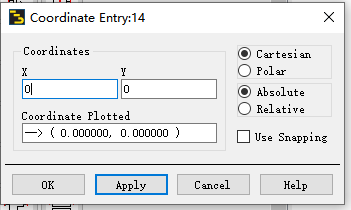 Coordinate Entry:14
Coordinates
X Y
0 0
Coordinate Plotted
——> ( 0.000000, 0.000000 )
Cartesian
Polar
Absolute
Relative
Use Snapping
OK Apply Cancel Help